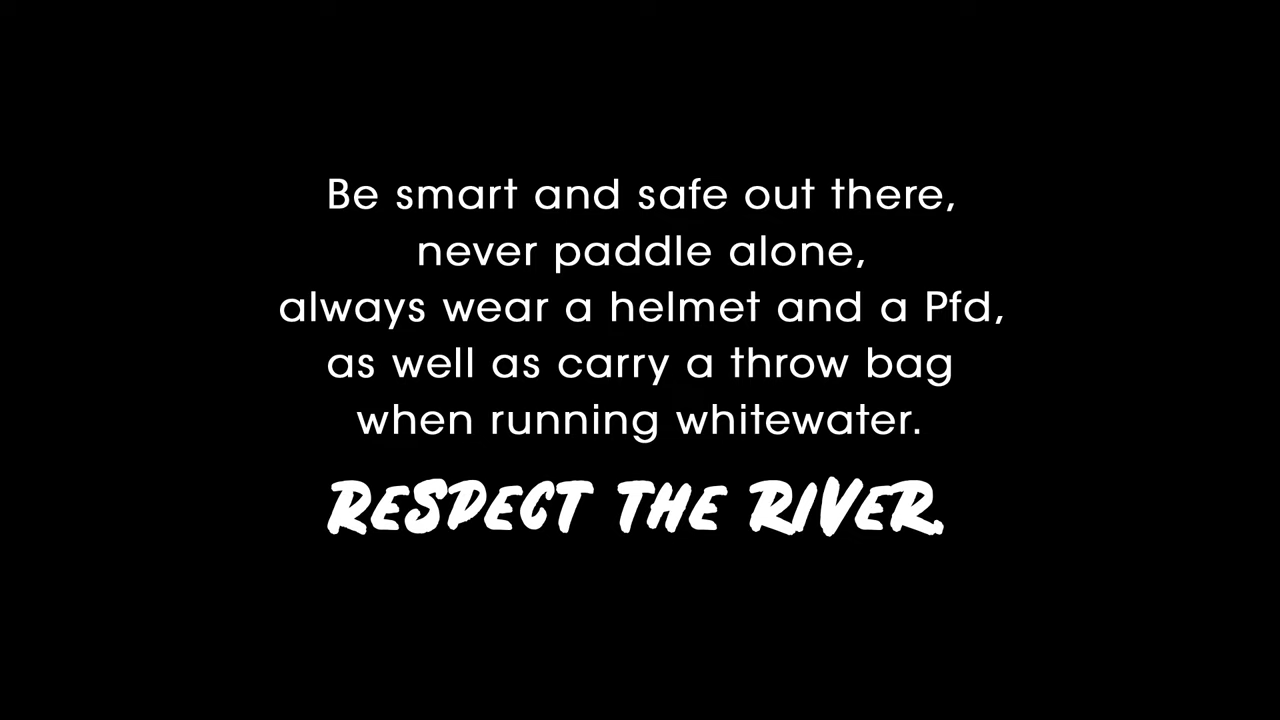 Be smart and safe out there,
never paddle alone,
always wear a helmet and a Pfd,
as well as carry a throw bag
when running whitewater.
RESPECT THE RIVER.